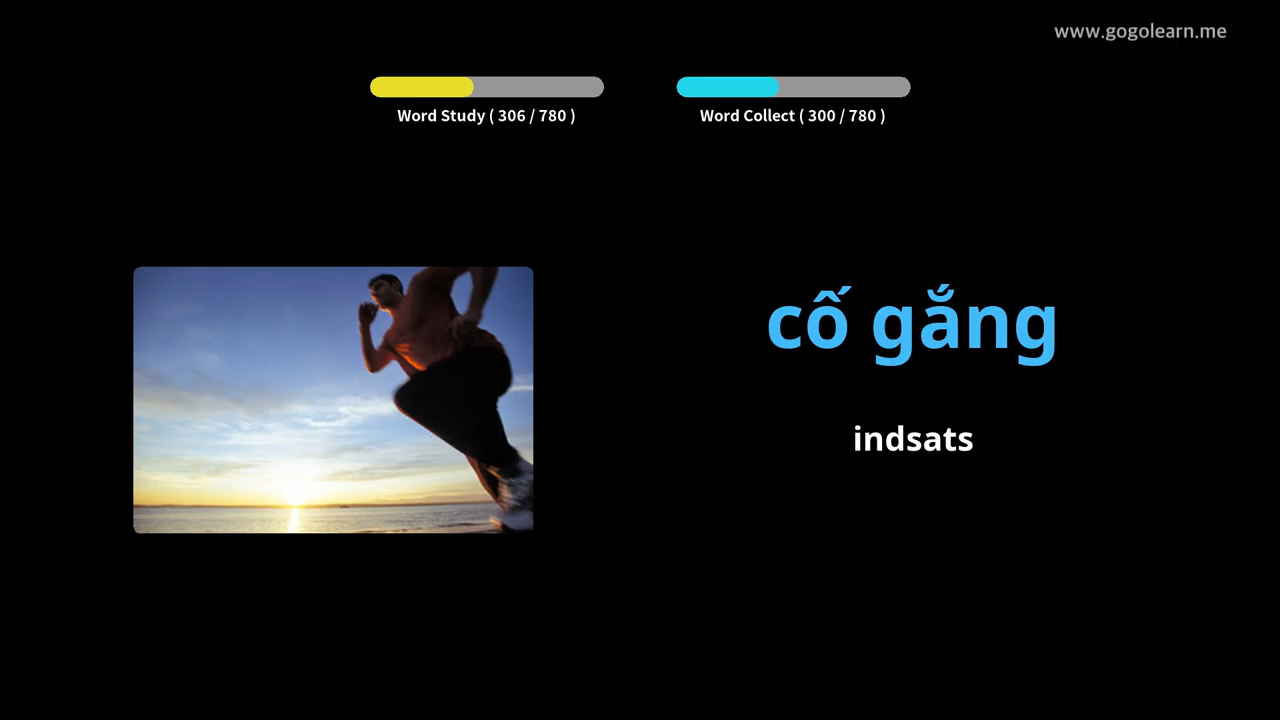 www.gogolearn.me
Word Study ( 306 / 780 )
Word Collect ( 300 / 780 )
cố gắng
indsats